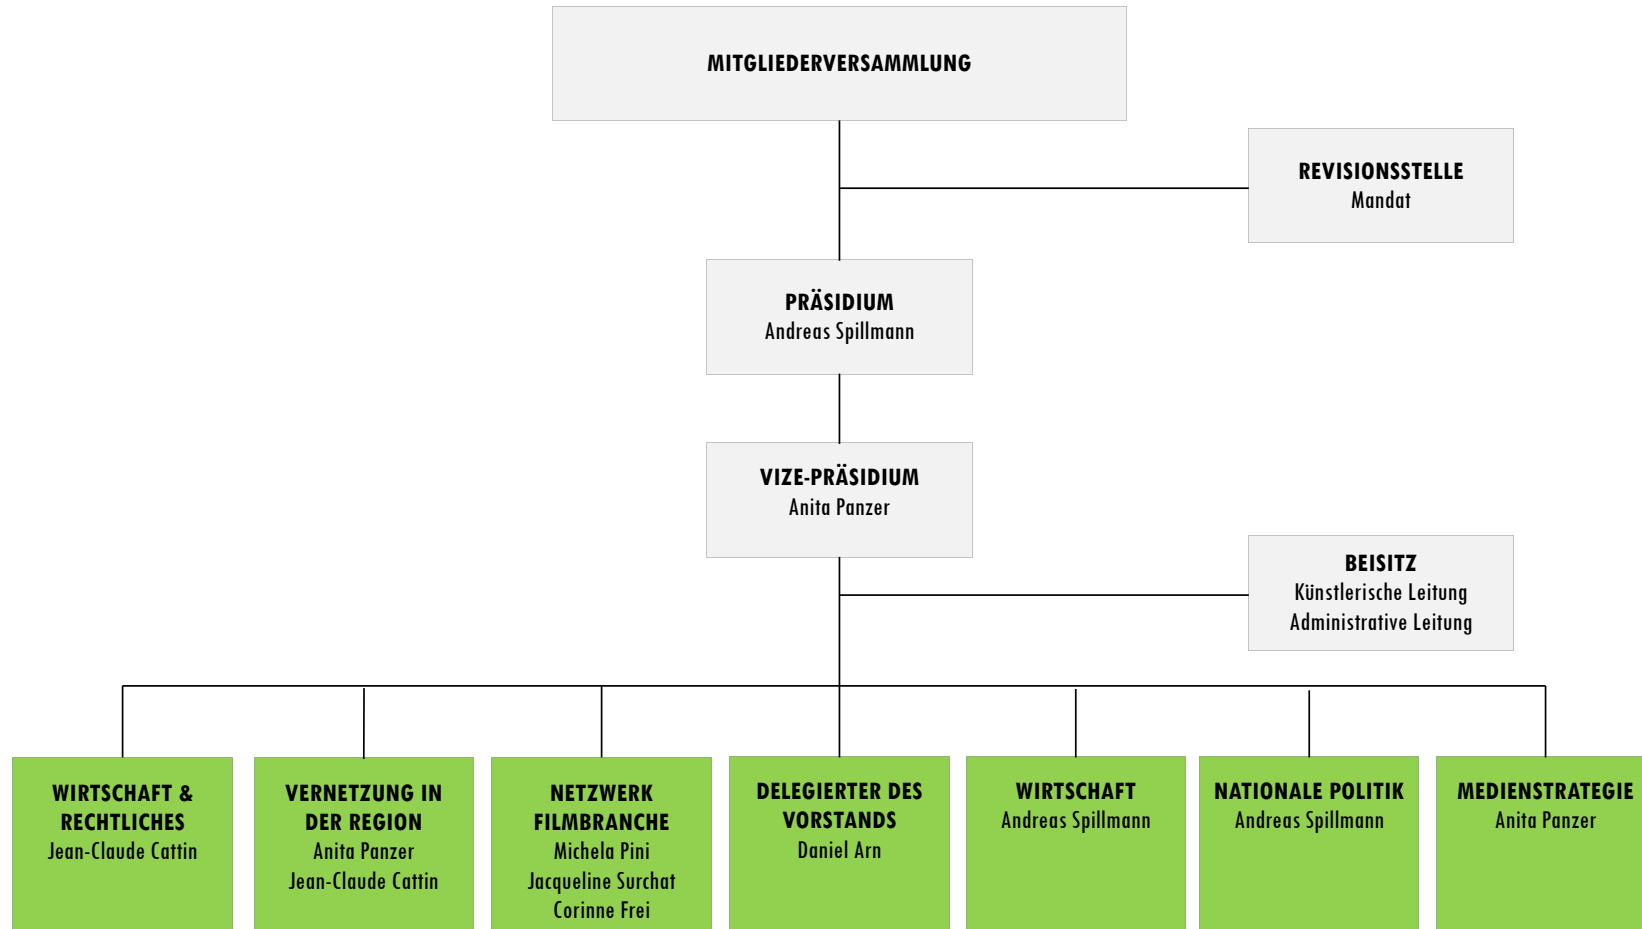 MITGLIEDERVERSAMMLUNG
REVISIONSSTELLE
Mandat
PRÄSIDIUM
Andreas Spillmann
VIZE-PRÄSIDIUM
Anita Panzer
BEISITZ
Künstlerische Leitung
Administrative Leitung
WIRTSCHAFT &
RECHTLICHES
Jean-Claude Cattin
VERNETZUNG IN
DER REGION
Anita Panzer
Jean-Claude Cattin
NETZWERK
FILMBRANCHE
Michela Pini
Jacqueline Surchat
Corinne Frei
DELEGIERTER DES
VORSTANDS
Daniel Arn
WIRTSCHAFT
Andreas Spillmann
NATIONALE POLITIK
Andreas Spillmann
MEDIENSTRATEGIE
Anita Panzer